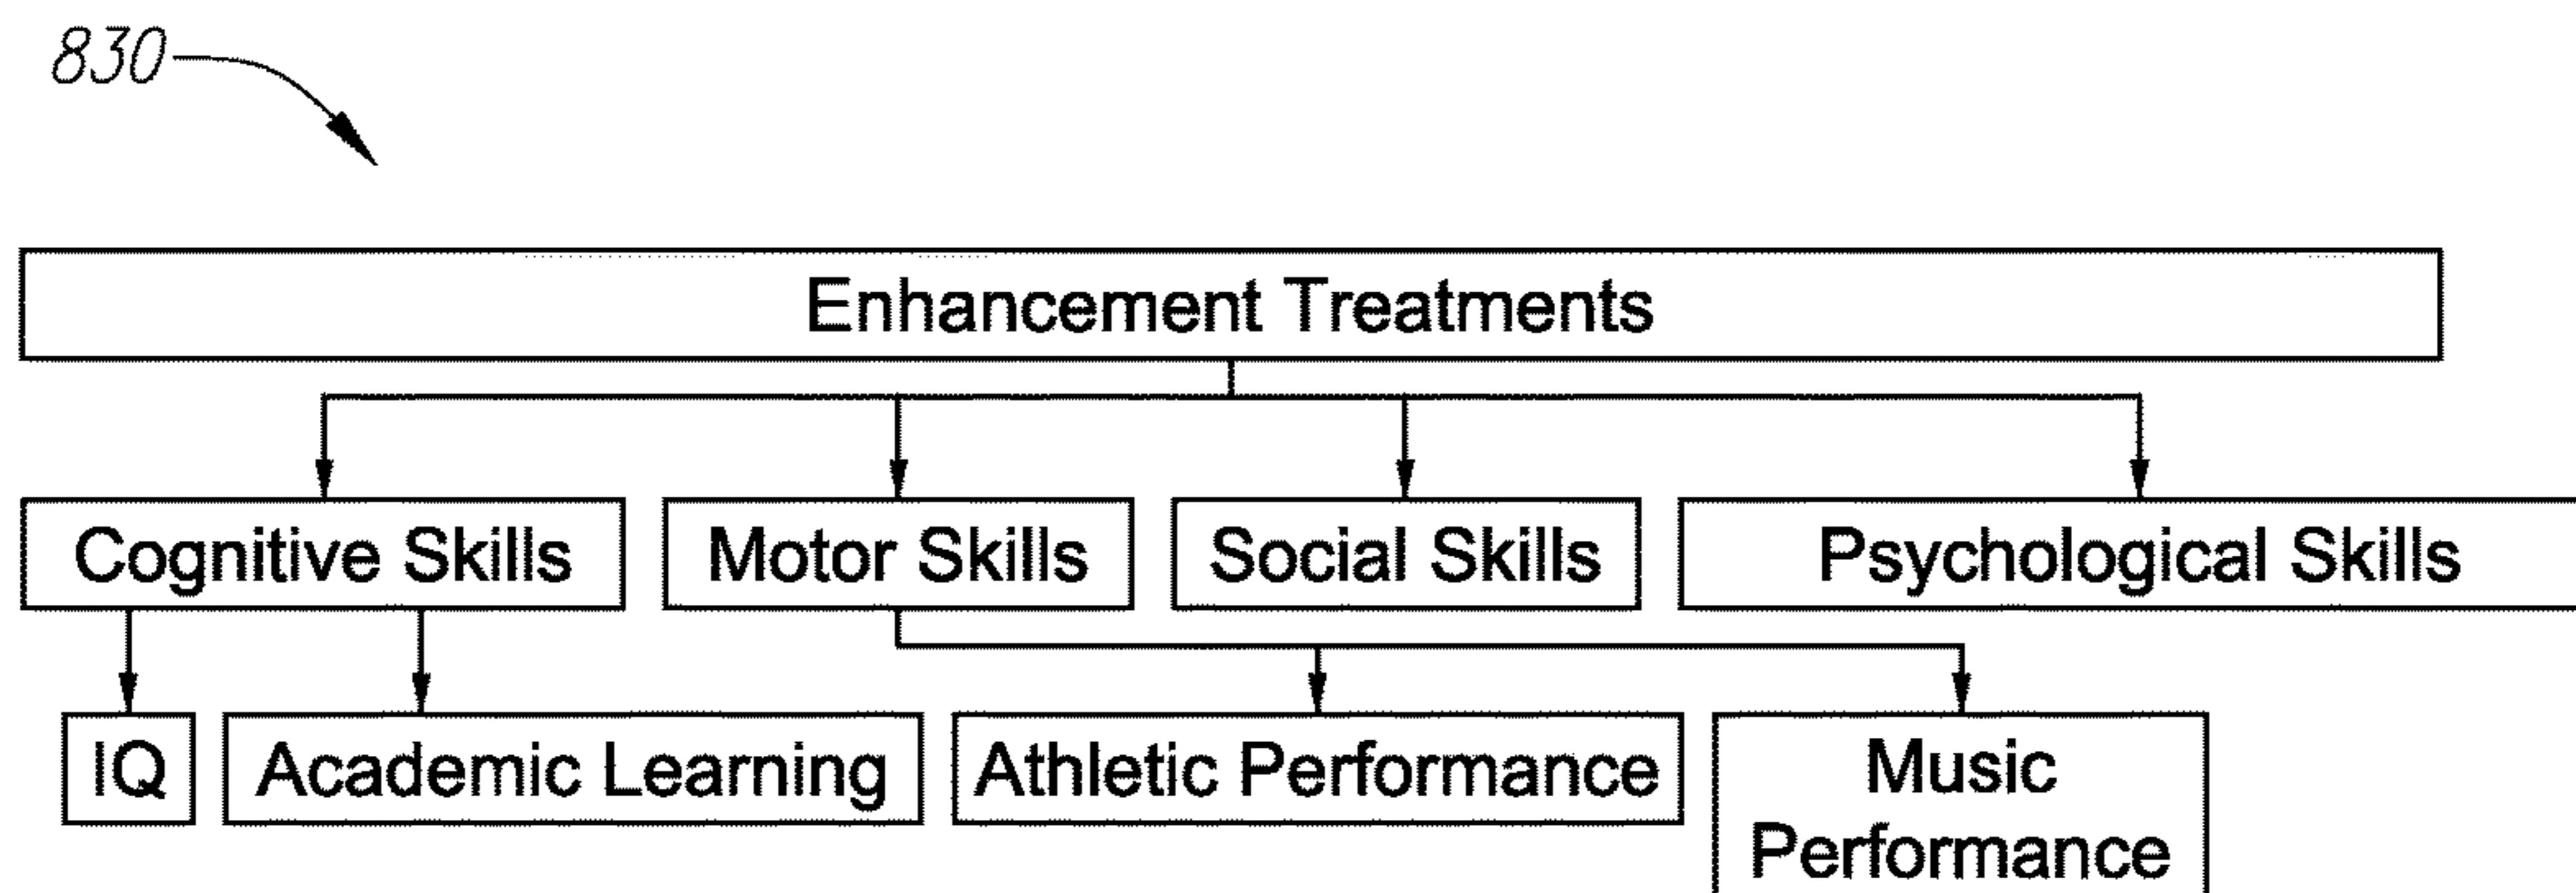 830
Enhancement Treatments
Cognitive Skills
Motor Skills
Social Skills
Psychological Skills
IQ
Academic Learning
Athletic Performance
Music
Performance